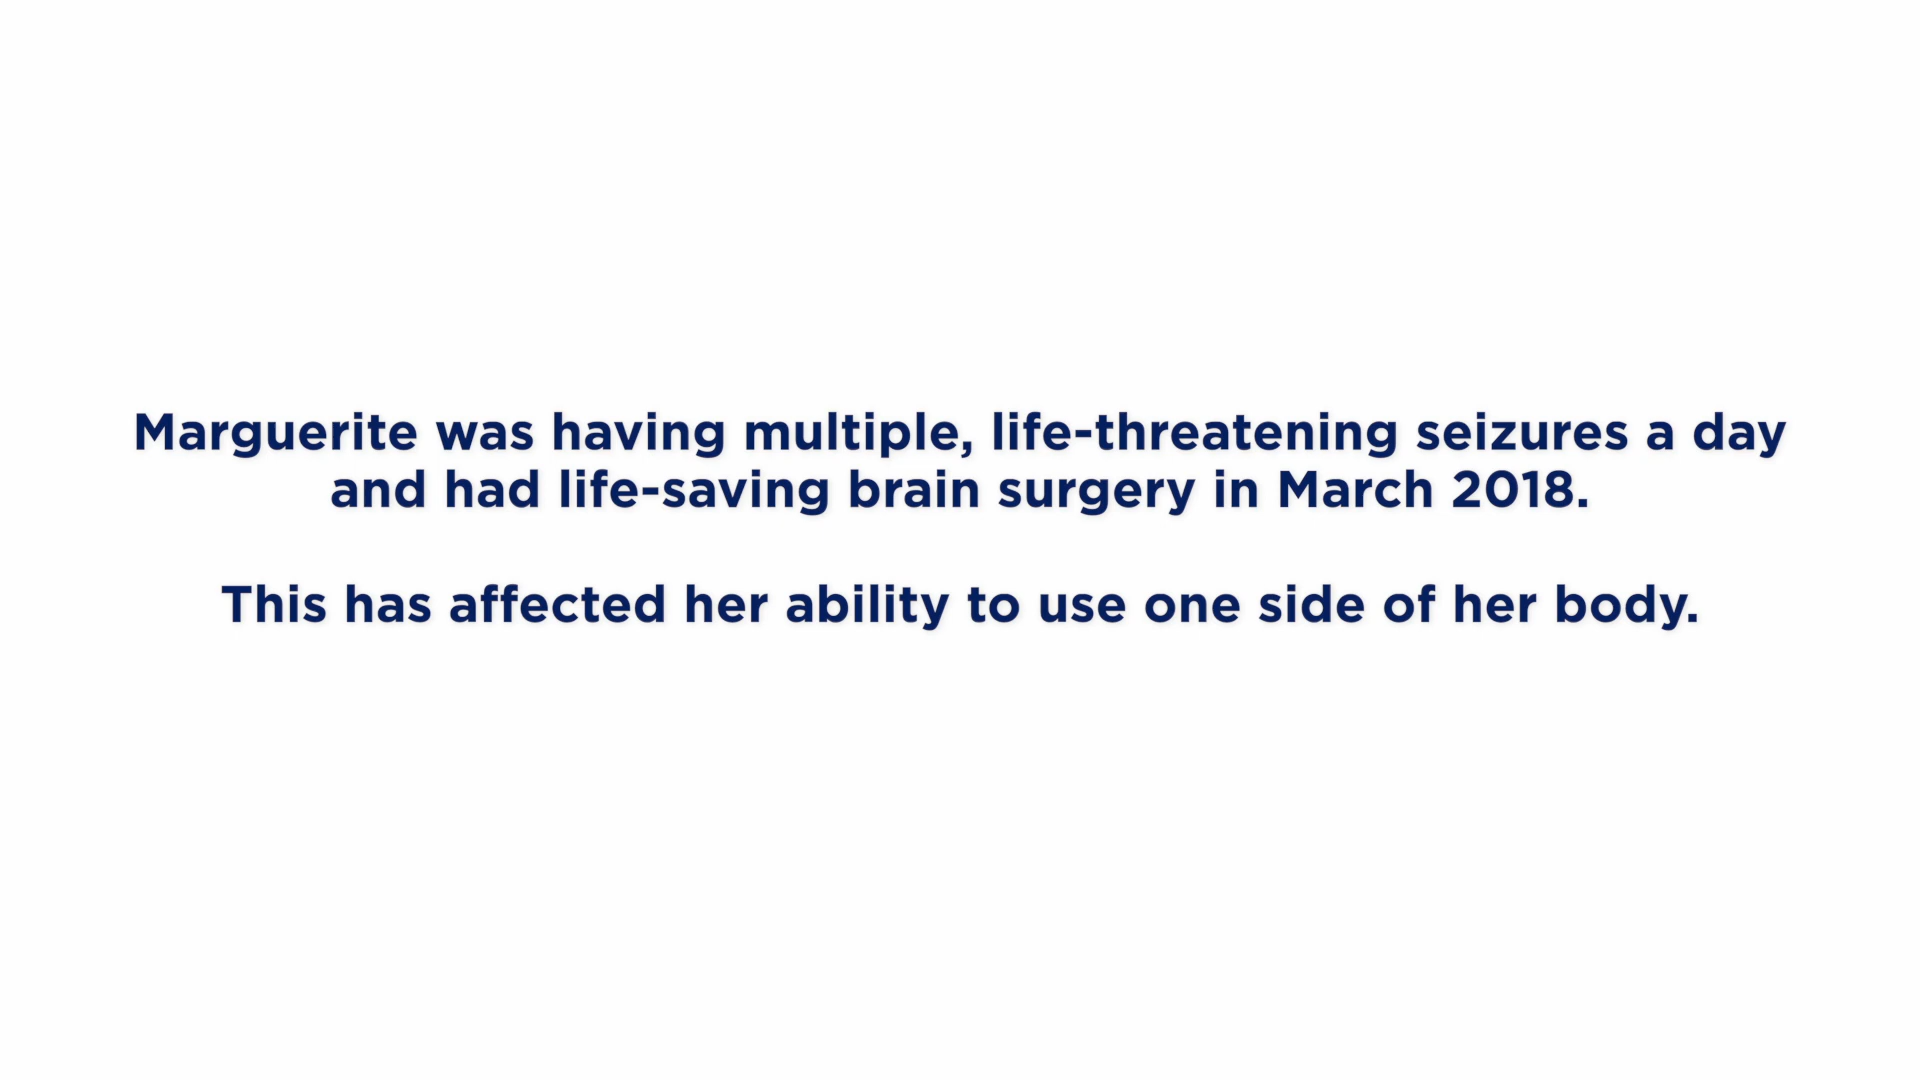 Marguerite was having multiple, life-threatening seizures a day
and had life-saving brain surgery in March 2018.
This has affected her ability to use one side of her body.